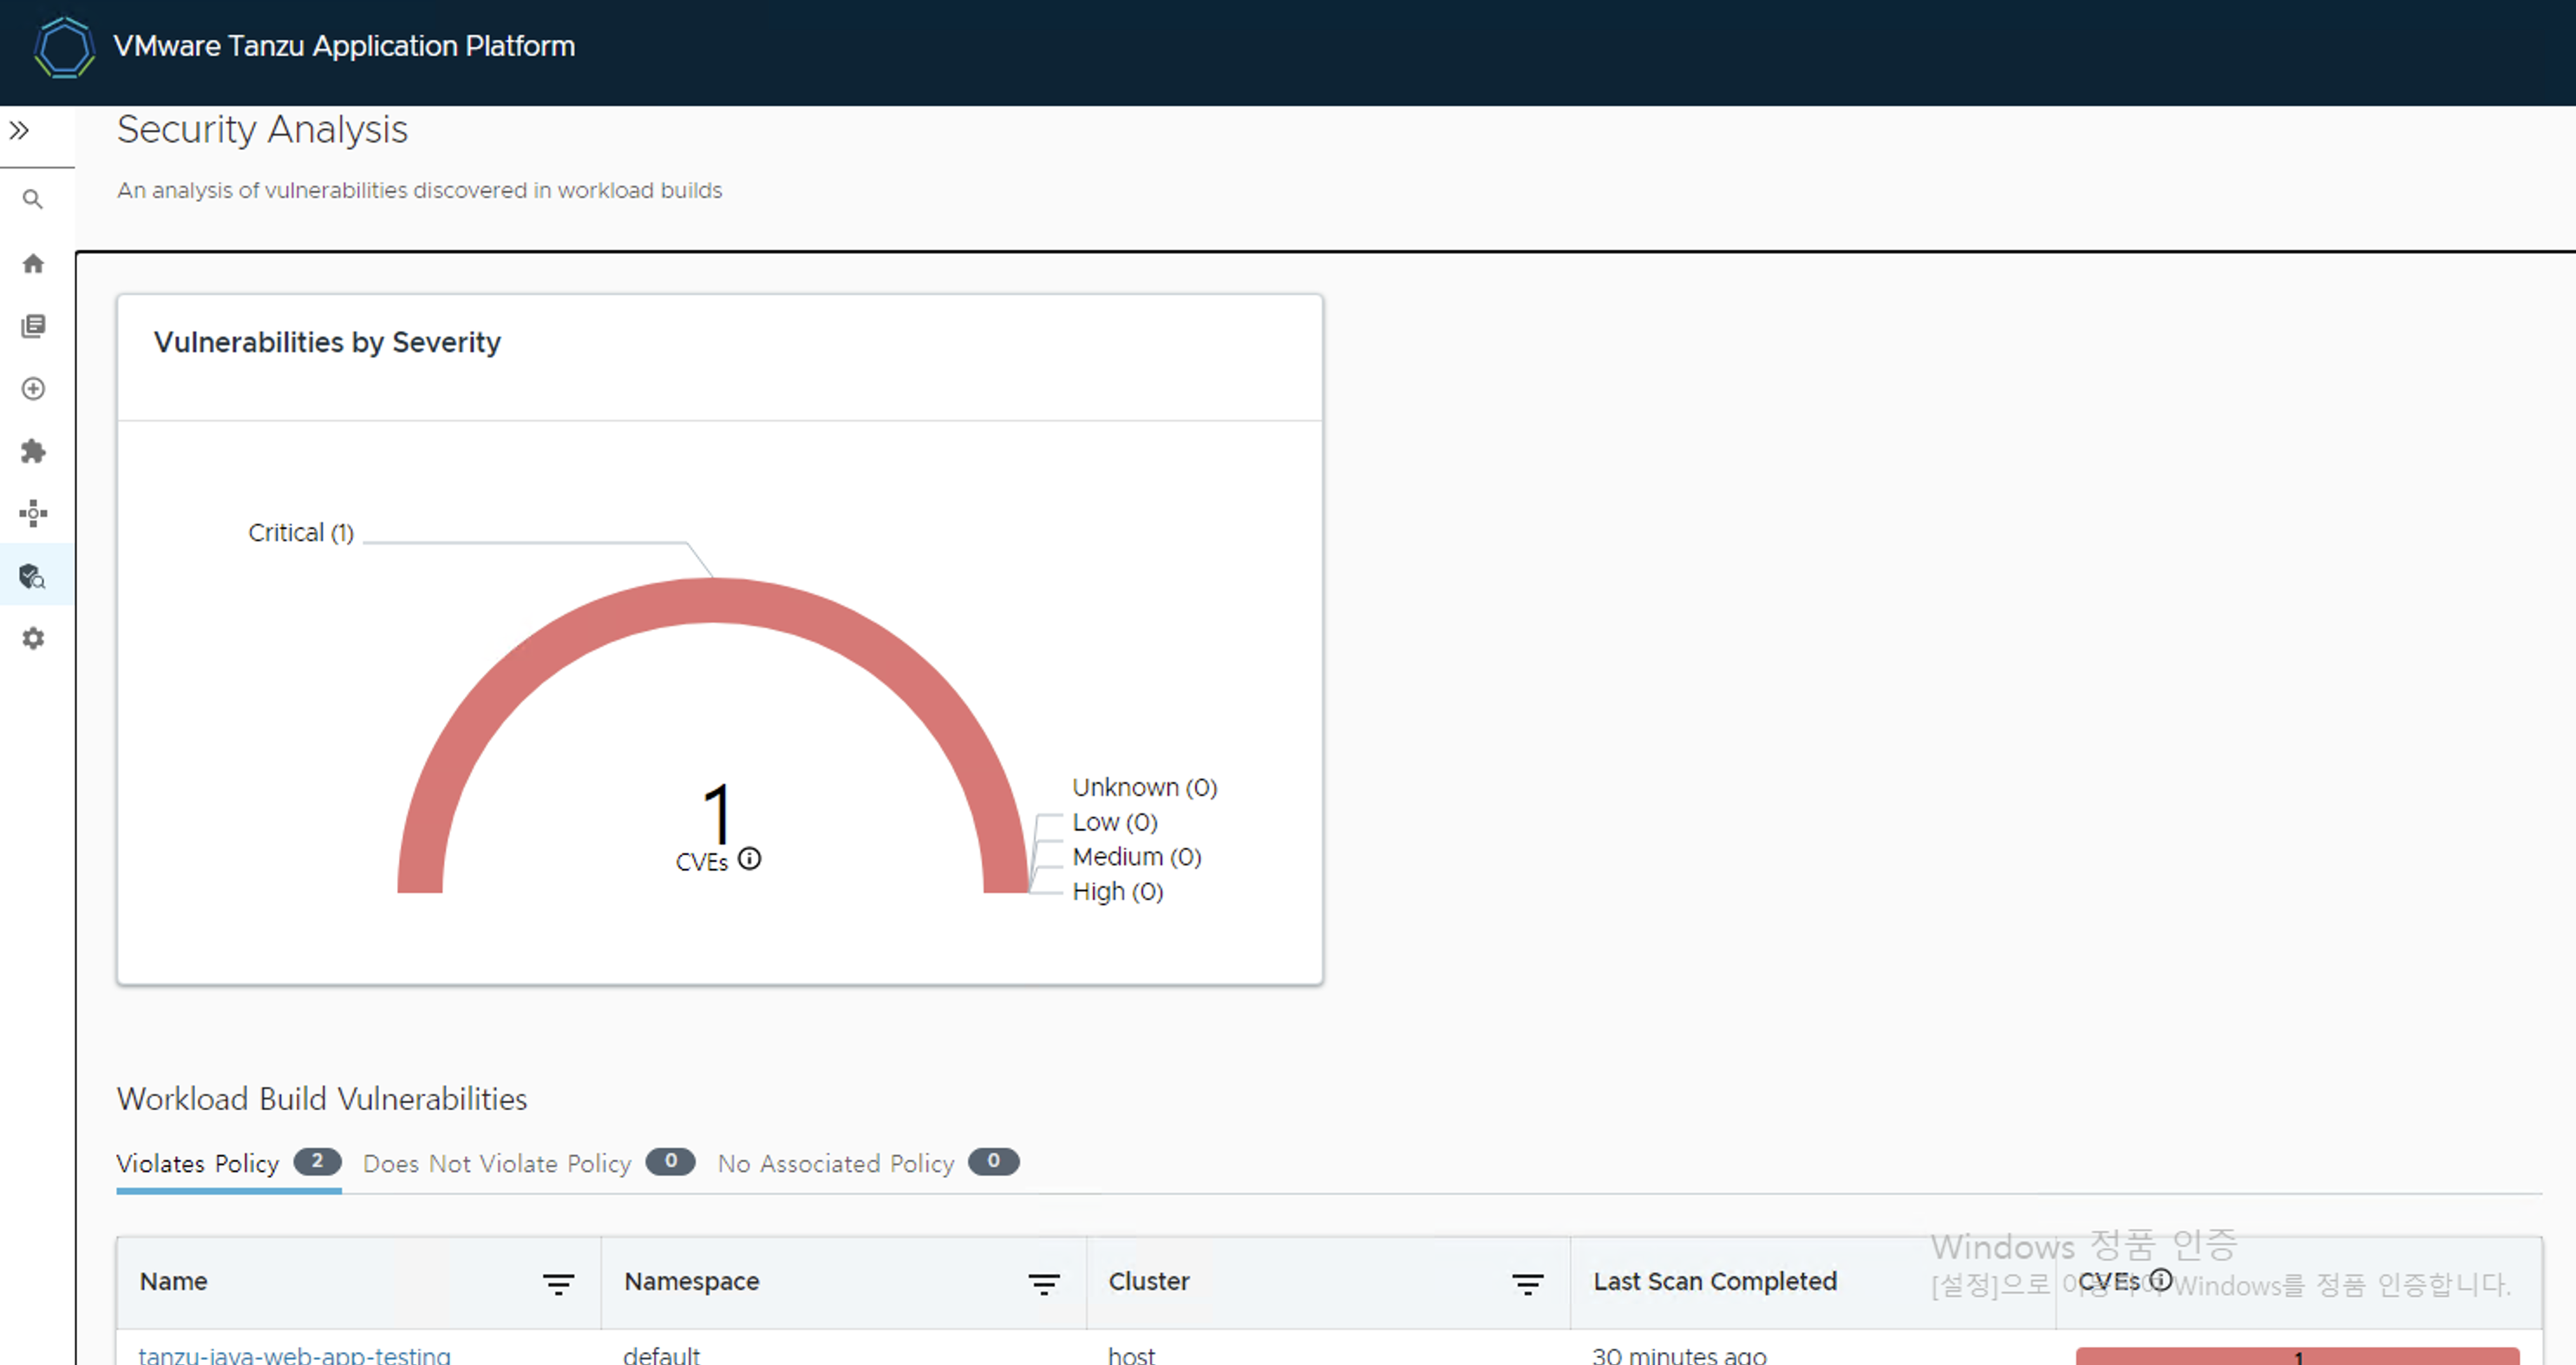 VMware Tanzu Application Platform
Security Analysis
An analysis of vulnerabilities discovered in workload builds
Vulnerabilities by Severity
Critical (1)
1
CVEs
Unknown (0)
Low (0)
Medium (0)
High (0)
Workload Build Vulnerabilities
Violates Policy 2 Does Not Violate Policy 0 No Associated Policy 0
Windows 정품 인증
Name Namespace Cluster Last Scan Completed CVEs
[설정]으로 이동하여 Windows를 정품 인증합니다.
tanzu-java-web-app-testing default host 30 minutes ago 1